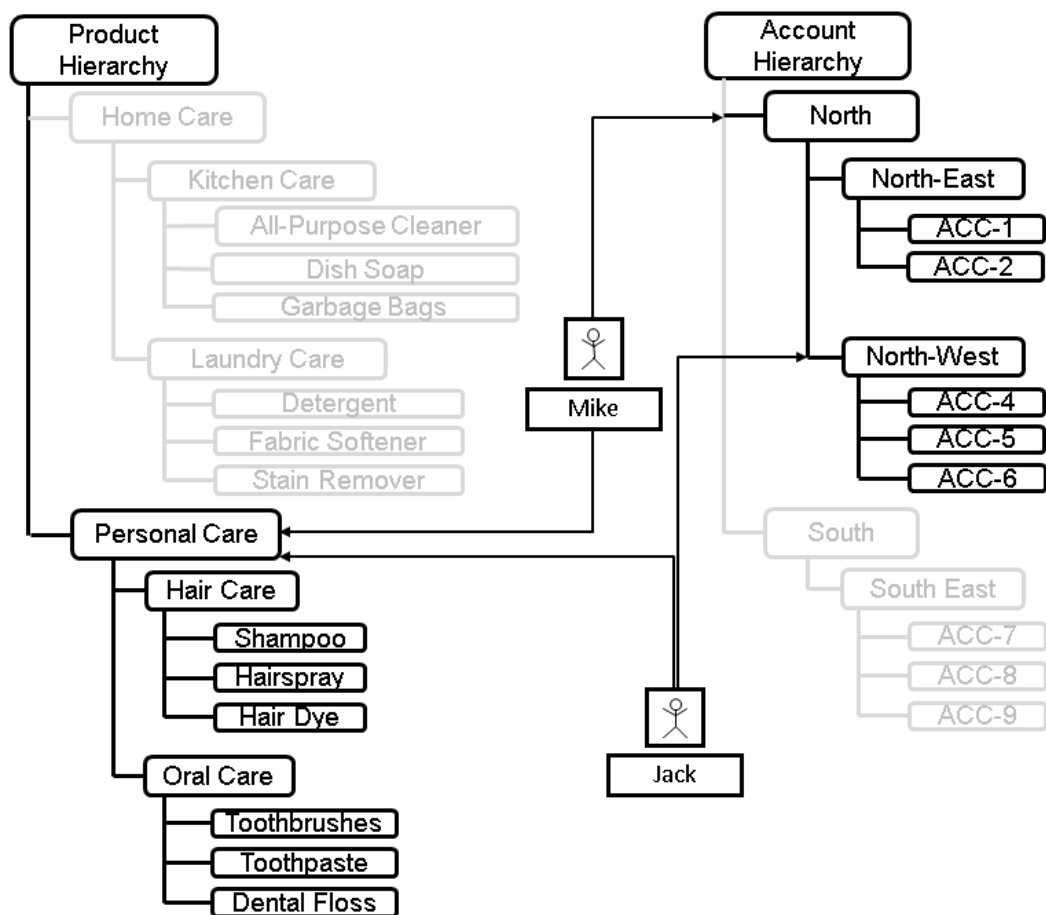 Product
Hierarchy
Home Care
Kitchen Care
All-Purpose Cleaner
Dish Soap
Garbage Bags
Laundry Care
Detergent
Fabric Softener
Stain Remover
Personal Care
Hair Care
Shampoo
Hairspray
Hair Dye
Oral Care
Toothbrushes
Toothpaste
Dental Floss
Mike
Jack
Account
Hierarchy
North
North-East
ACC-1
ACC-2
North-West
ACC-4
ACC-5
ACC-6
South
South East
ACC-7
ACC-8
ACC-9